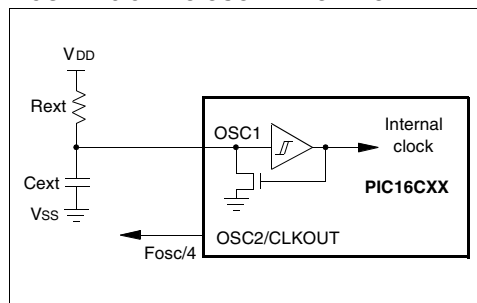 VDD
Rext
OSC1
Internal
clock
Cext
PIC16CXX
VSS
OSC2/CLKOUT
Fosc/4